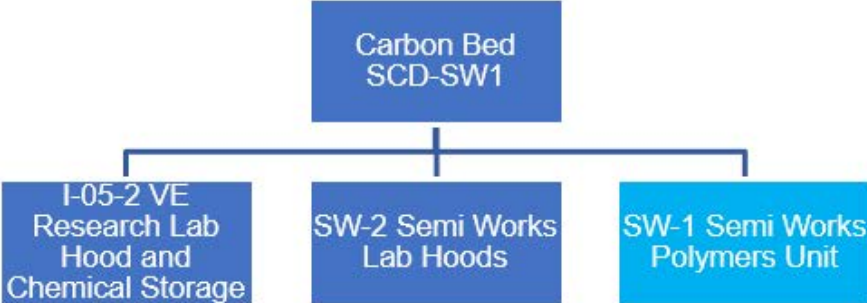 Carbon Bed
SCD-SW1
I-05-2 VE
Research Lab
Hood and
Chemical Storage
SW-2 Semi Works
Lab Hoods
SW-1 Semi Works
Polymers Unit